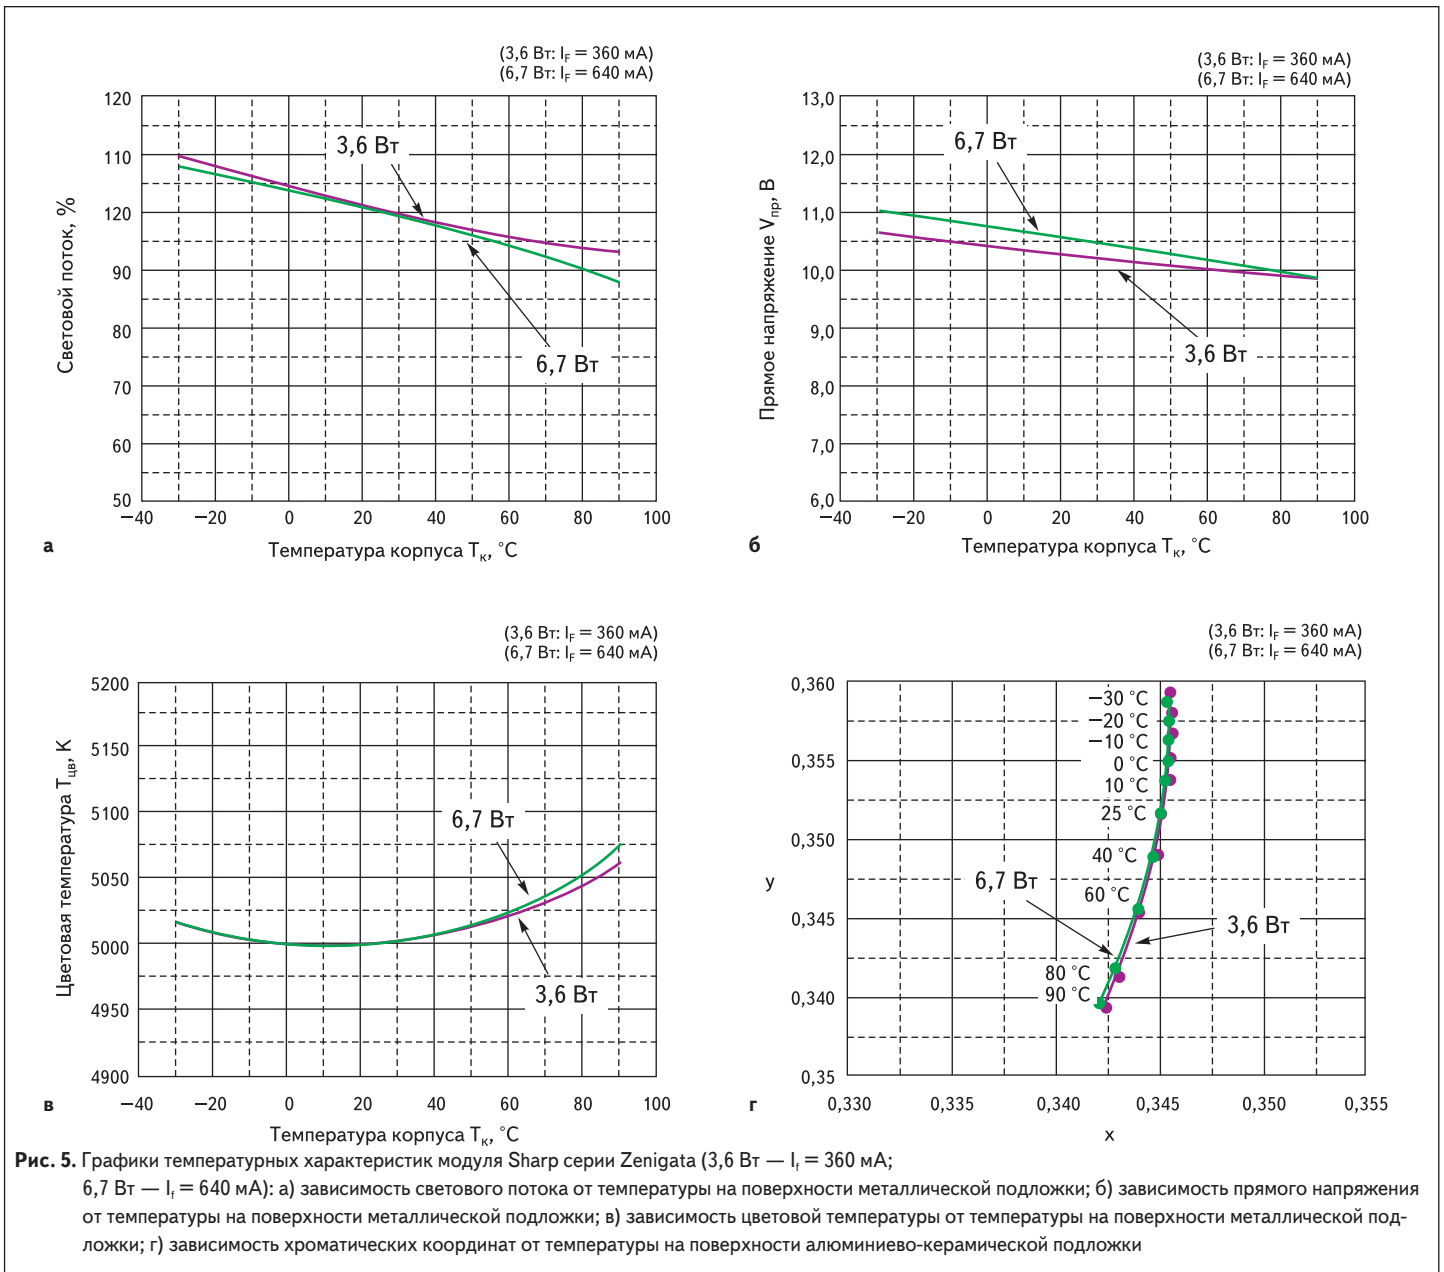 (3,6 Вт: I_F = 360 мА)
(6,7 Вт: I_F = 640 мА)
120
110
120
90
80
70
60
50
Световой поток, %
3,6 Вт
6,7 Вт
−40 −20 0 20 40 60 80 100
а
Температура корпуса Т_к, °С
(3,6 Вт: I_F = 360 мА)
(6,7 Вт: I_F = 640 мА)
13,0
12,0
11,0
10,0
9,0
8,0
7,0
6,0
Прямое напряжение V_пр, В
6,7 Вт
3,6 Вт
−40 −20 0 20 40 60 80 100
б
Температура корпуса Т_к, °С
(3,6 Вт: I_F = 360 мА)
(6,7 Вт: I_F = 640 мА)
5200
5150
5100
5050
5000
4950
4900
Цветовая температура Т_цв, К
6,7 Вт
3,6 Вт
−40 −20 0 20 40 60 80 100
в
Температура корпуса Т_к, °С
(3,6 Вт: I_F = 360 мА)
(6,7 Вт: I_F = 640 мА)
0,360
0,355
0,350
0,345
0,340
0,35
y
−30 °С
−20 °С
−10 °С
0 °С
10 °С
25 °С
40 °С
60 °С
80 °С
90 °С
6,7 Вт
3,6 Вт
0,330 0,335 0,340 0,345 0,350 0,355
г
x
Рис. 5. Графики температурных характеристик модуля Sharp серии Zenigata (3,6 Вт — I_f = 360 мА;
6,7 Вт — I_f = 640 мА): а) зависимость светового потока от температуры на поверхности металлической подложки; б) зависимость прямого напряжения
от температуры на поверхности металлической подложки; в) зависимость цветовой температуры от температуры на поверхности металлической под-
ложки; г) зависимость хроматических координат от температуры на поверхности алюминиево-керамической подложки